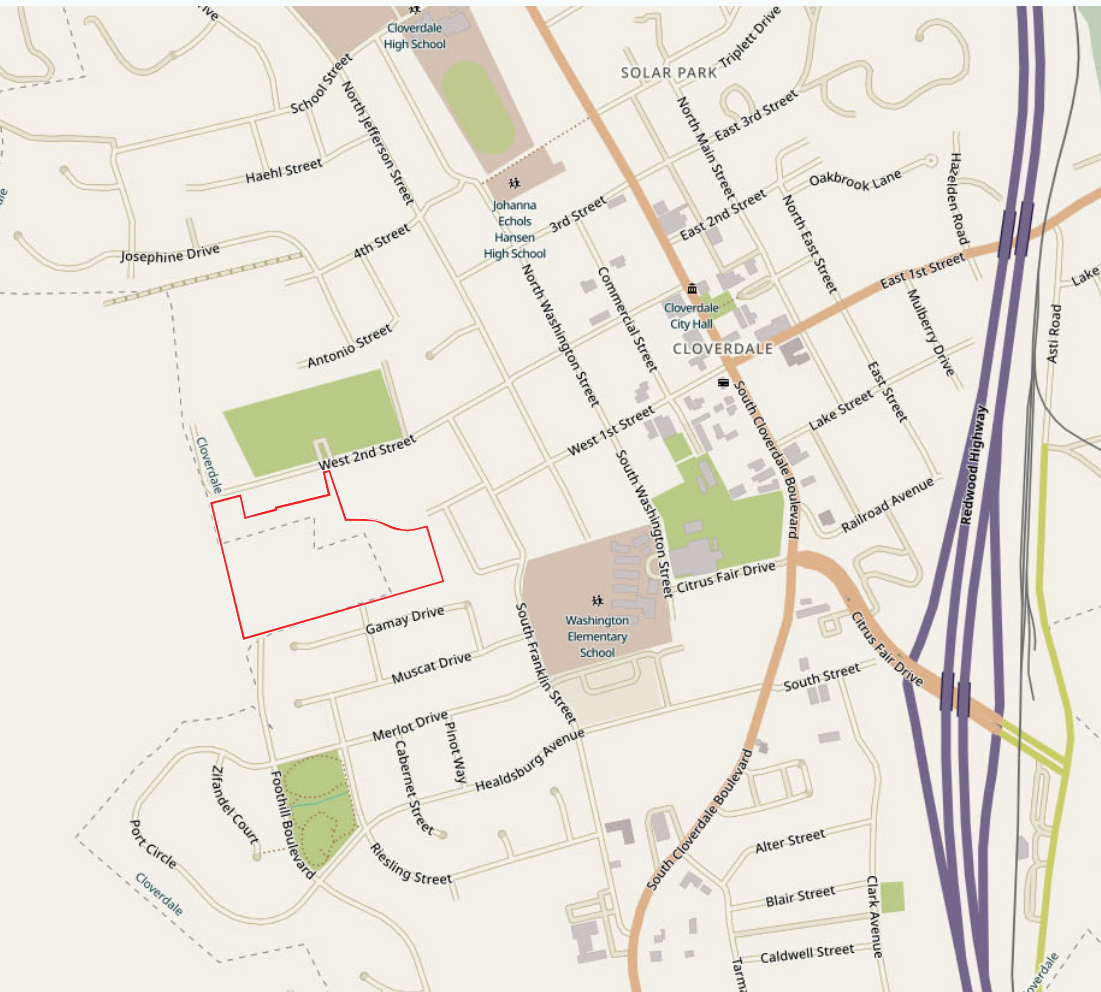 Cloverdale
High School
Triplett Drive
SOLAR PARK
School Street
North Jefferson Street
North Main Street
East 3rd Street
Haehl Street
Hazelden Road
Oakbrook Lane
Johanna
Echols
Hansen
High School
3rd Street
East 2nd Street
North East Street
4th Street
Josephine Drive
East 1st Street
Lake
North Washington Street
Commercial Street
Mulberry Drive
Cloverdale
City Hall
Asti Road
Antonio Street
CLOVERDALE
East Street
South Cloverdale Boulevard
Lake Street
West 1st Street
Redwood Highway
West 2nd Street
Cloverdale
South Washington Street
Railroad Avenue
Citrus Fair Drive
Gamay Drive
South Franklin Street
Washington
Elementary
School
Citrus Fair Drive
Muscat Drive
South Street
Merlot Drive
Pinot Way
Cabernet Street
Healdsburg Avenue
Zifandel Court
Foothill Boulevard
South Cloverdale Boulevard
Port Circle
Alter Street
Riesling Street
Cloverdale
Blair Street
Clark Avenue
Caldwell Street
Tarma
overdale